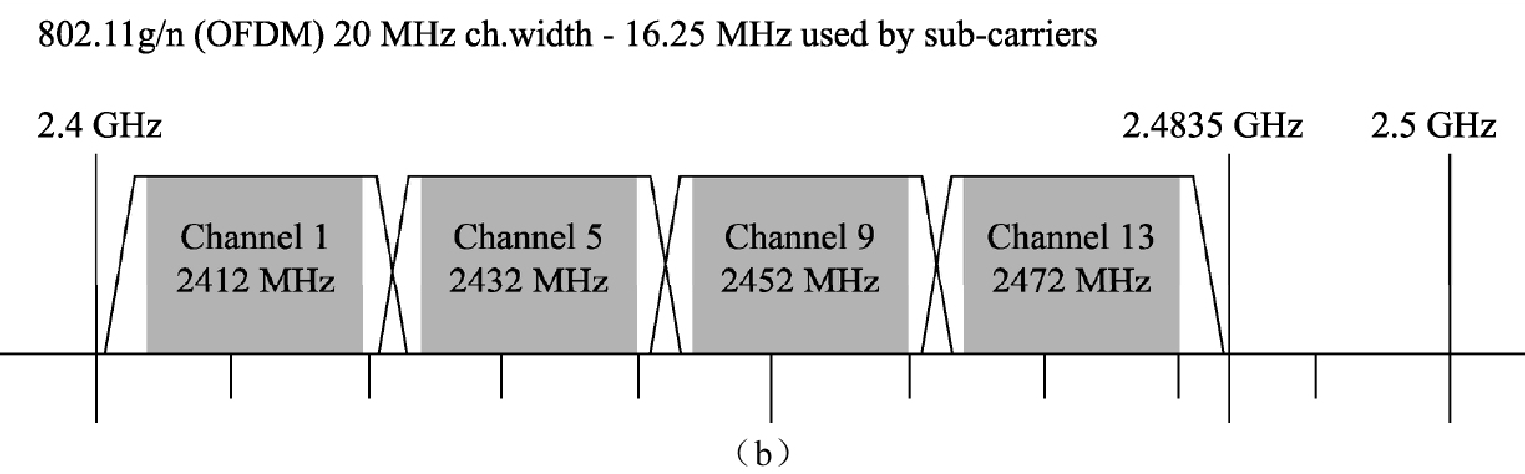 802.11g/n (OFDM) 20 MHz ch.width - 16.25 MHz used by sub-carriers
2.4 GHz
2.4835 GHz
2.5 GHz
Channel 1
2412 MHz
Channel 5
2432 MHz
Channel 9
2452 MHz
Channel 13
2472 MHz
（b）